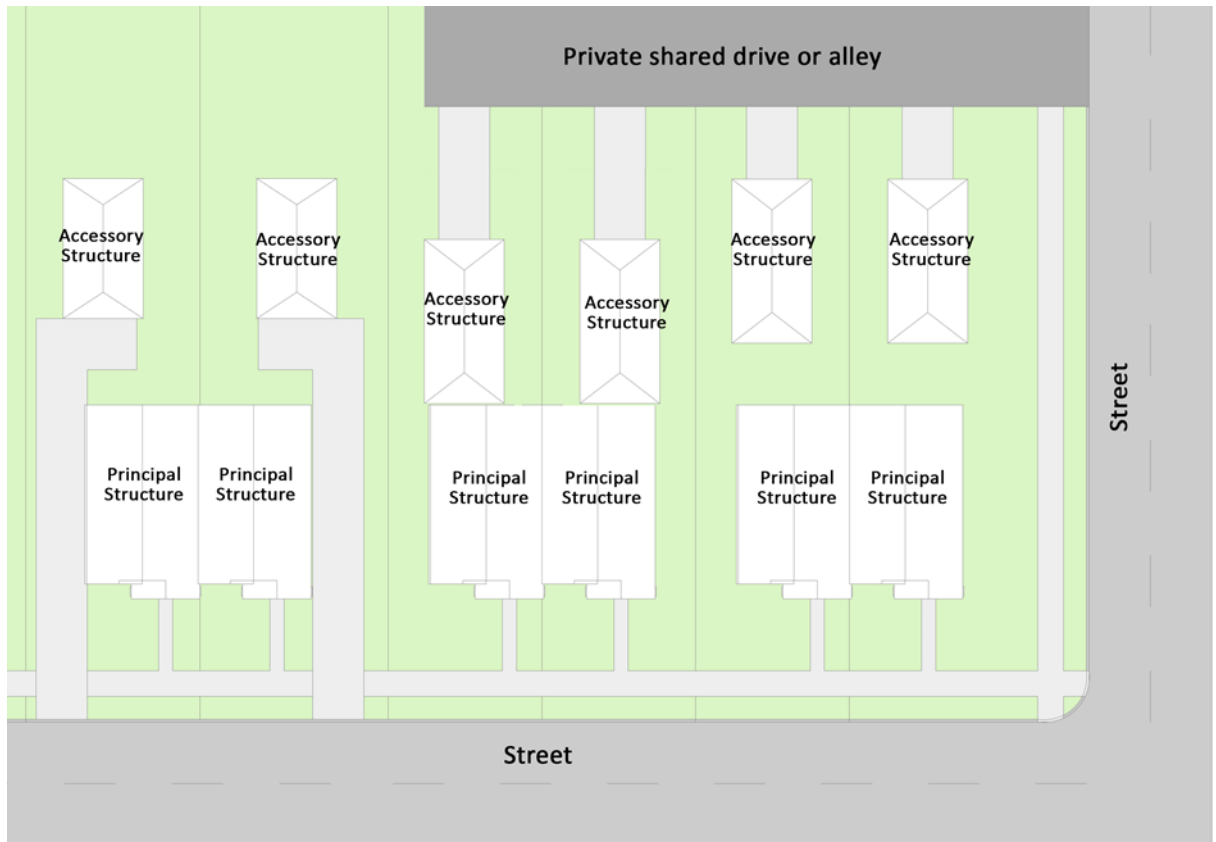 Private shared drive or alley
Accessory
Structure
Accessory
Structure
Accessory
Structure
Accessory
Structure
Accessory
Structure
Accessory
Structure
Street
Principal
Structure
Principal
Structure
Principal
Structure
Principal
Structure
Principal
Structure
Principal
Structure
Street